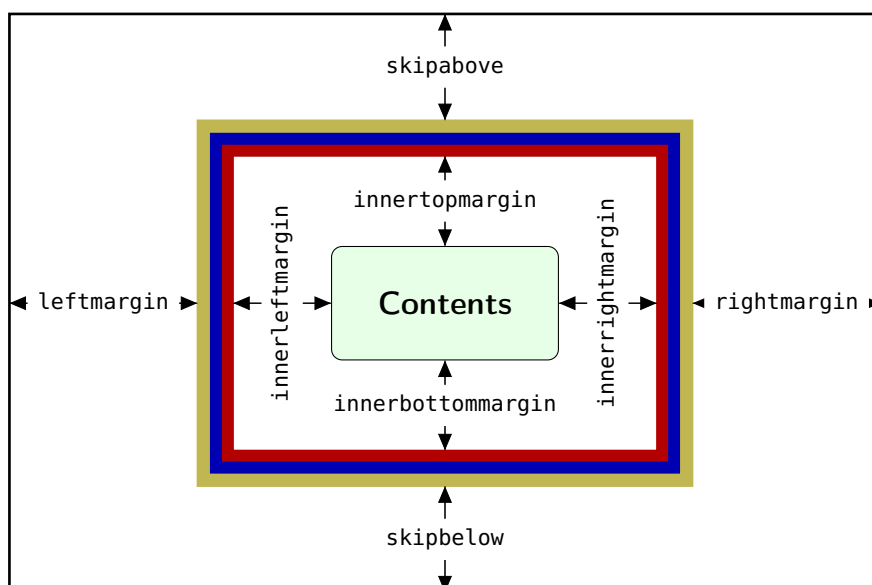 skipabove
innertopmargin
leftmargin
innerleftmargin
Contents
innerrightmargin
rightmargin
innerbottommargin
skipbelow